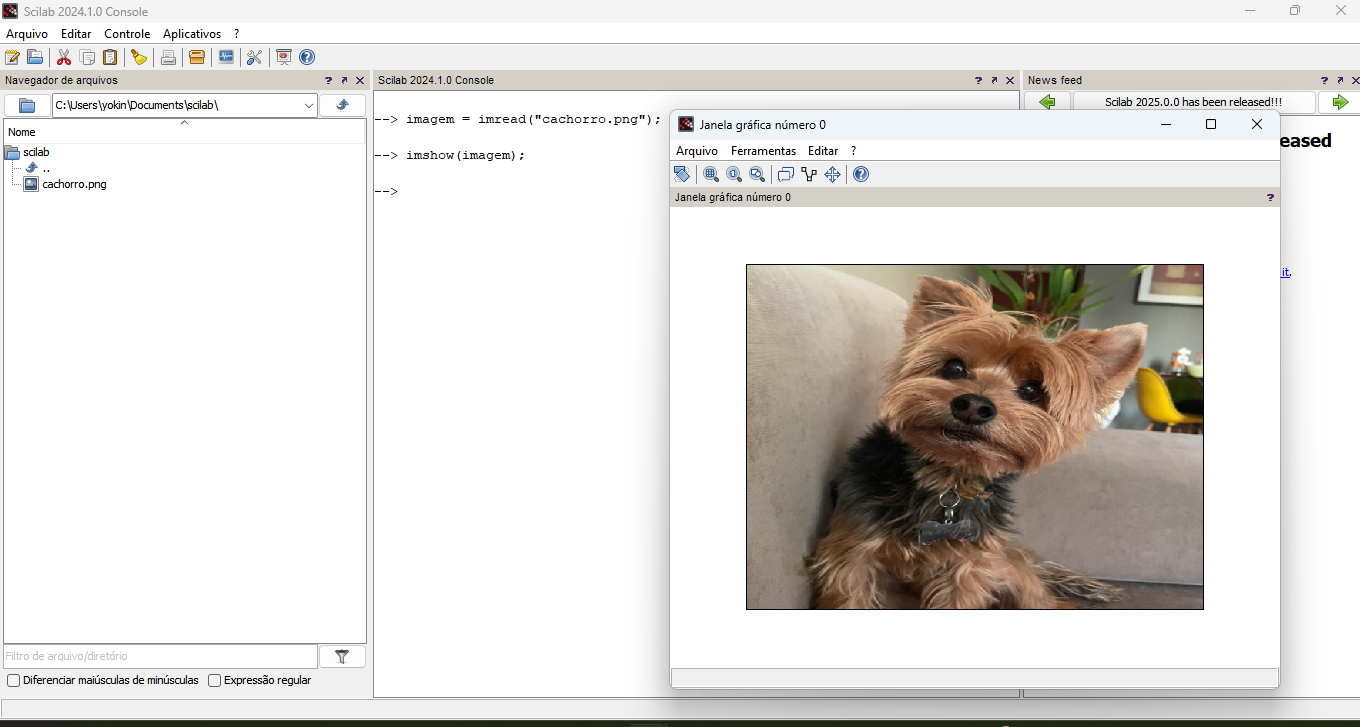 Scilab 2024.1.0 Console
Arquivo Editar Controle Aplicativos ?
Navegador de arquivos ?
C:\Users\yokin\Documents\scilab\
Nome
scilab
..
cachorro.png
Filtro de arquivo/diretório
Diferenciar maiúsculas de minúsculas Expressão regular
Scilab 2024.1.0 Console ?
--> imagem = imread("cachorro.png");
--> imshow(imagem);
-->
News feed ?
Scilab 2025.0.0 has been released!!!
eased
it.
Janela gráfica número 0
Arquivo Ferramentas Editar ?
Janela gráfica número 0 ?